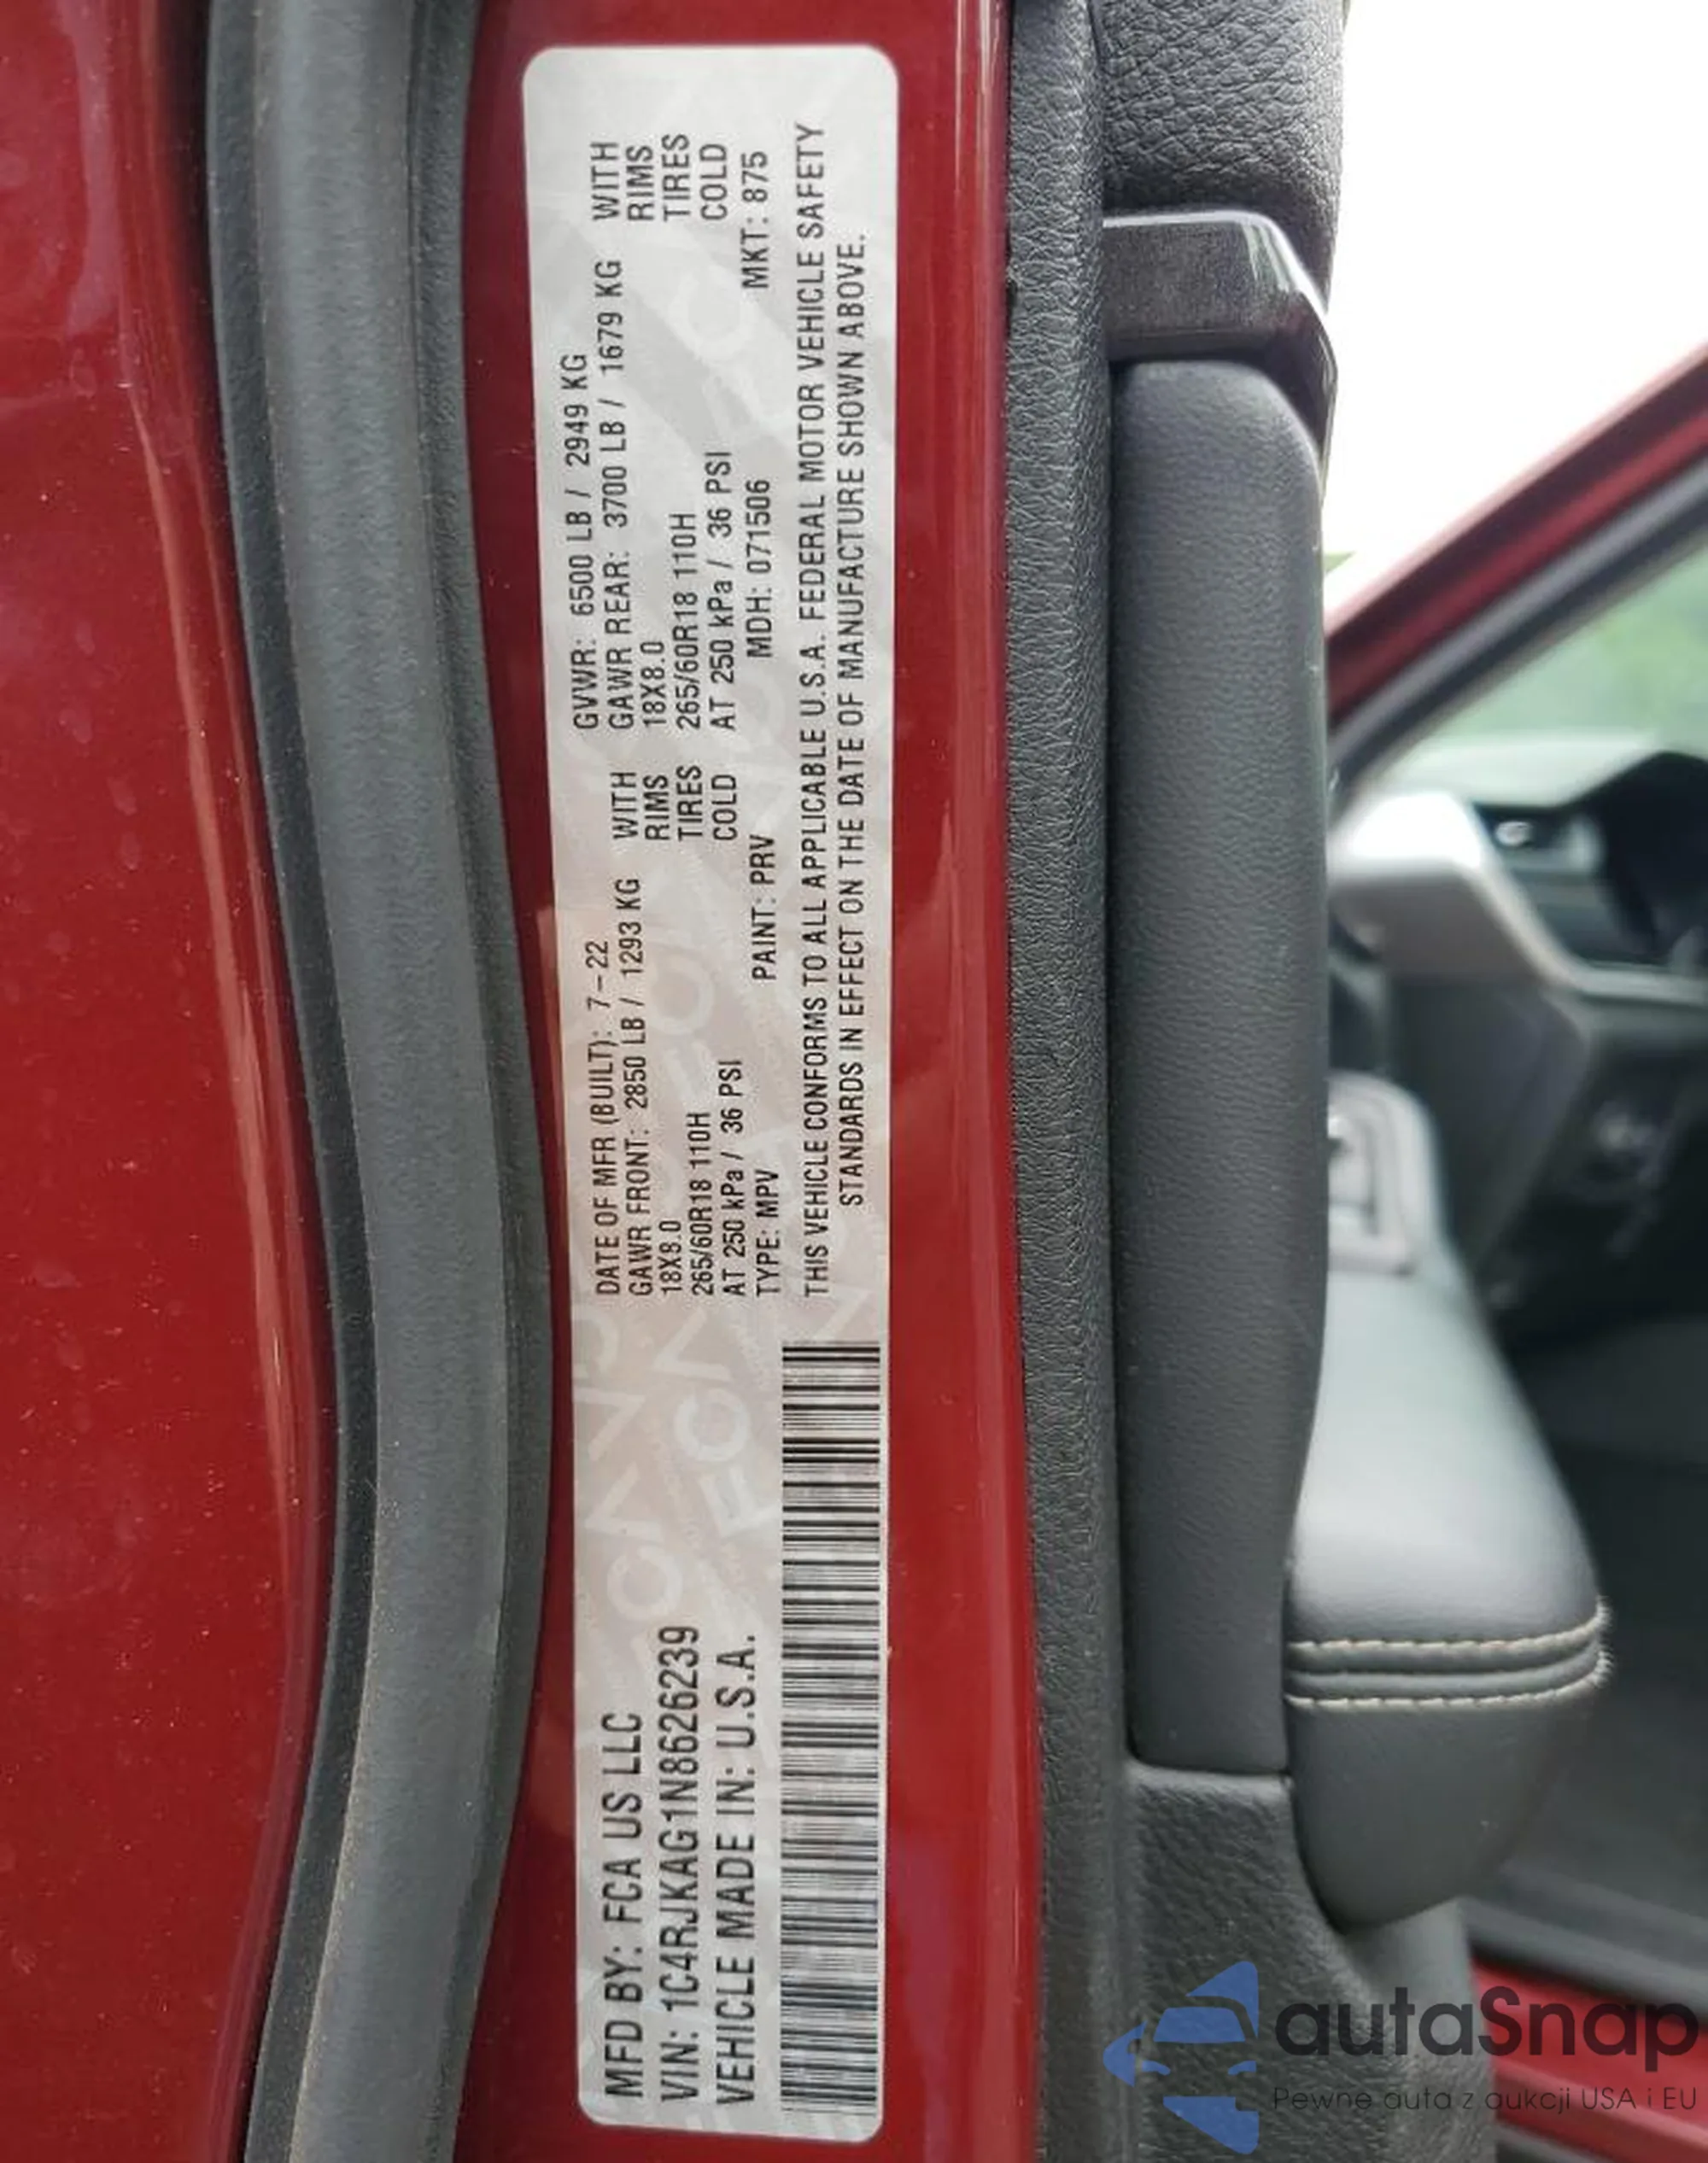 MFD BY: FCA US LLC
VIN: 1C4RJKAG1N8626239
VEHICLE MADE IN: U.S.A.
DATE OF MFR (BUILT): 7-22
GVWR: 6500 LB / 2949 KG
GAWR FRONT: 2850 LB / 1293 KG WITH
GAWR REAR: 3700 LB / 1679 KG WITH
18X8.0 RIMS
18X8.0 RIMS
265/60R18 110H TIRES
265/60R18 110H TIRES
AT 250 kPa / 36 PSI COLD
AT 250 kPa / 36 PSI COLD
TYPE: MPV PAINT: PRV MDH: 071506 MKT: 875
THIS VEHICLE CONFORMS TO ALL APPLICABLE U.S.A. FEDERAL MOTOR VEHICLE SAFETY
STANDARDS IN EFFECT ON THE DATE OF MANUFACTURE SHOWN ABOVE.
autaSnap
Pewne auta z aukcji USA i EU